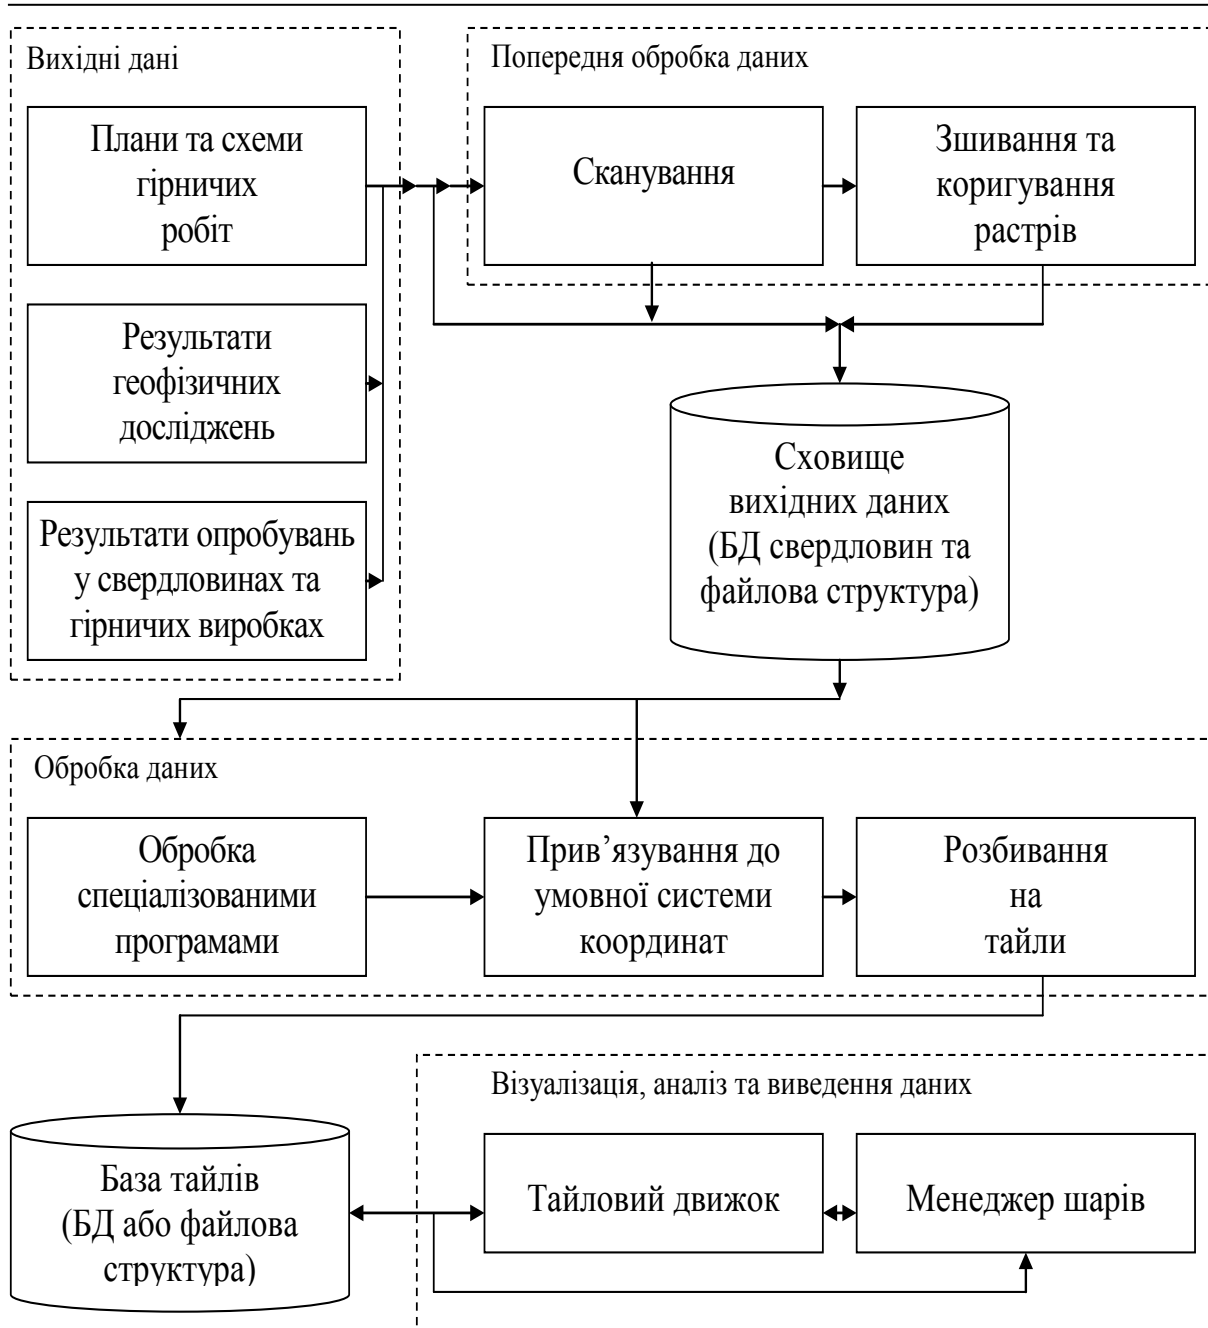 Вихідні дані
Плани та схеми
гірничих
робіт
Результати
геофізичних
досліджень
Результати опробувань
у свердловинах та
гірничих виробках
Попередня обробка даних
Сканування
Зшивання та
коригування
растрів
Сховище
вихідних даних
(БД свердловин та
файлова структура)
Обробка даних
Обробка
спеціалізованими
програмами
Прив’язування до
умовної системи
координат
Розбивання
на
тайли
База тайлів
(БД або файлова
структура)
Візуалізація, аналіз та виведення даних
Тайловий движок
Менеджер шарів